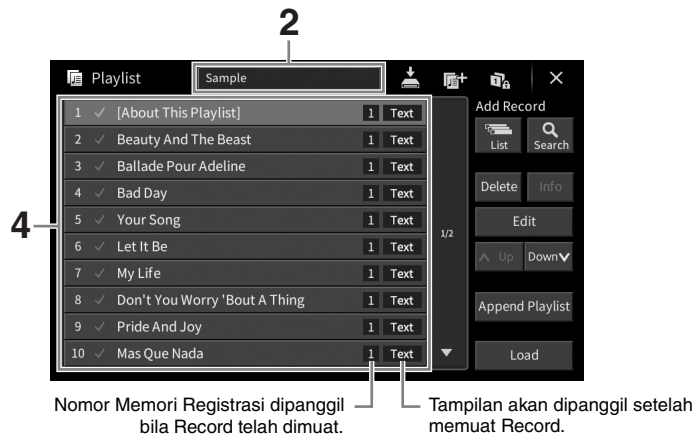 2
Playlist Sample
Add Record
1 [About This Playlist] 1 Text
List Search
2 Beauty And The Beast 1 Text
3 Ballade Pour Adeline 1 Text
4 Bad Day 1 Text
Delete Info
5 Your Song 1 Text
Edit
4
1/2
6 Let It Be 1 Text
Up Down
7 My Life 1 Text
8 Don't You Worry 'Bout A Thing 1 Text
Append Playlist
9 Pride And Joy 1 Text
10 Mas Que Nada 1 Text
Load
Nomor Memori Registrasi dipanggil
bila Record telah dimuat.
Tampilan akan dipanggil setelah
memuat Record.